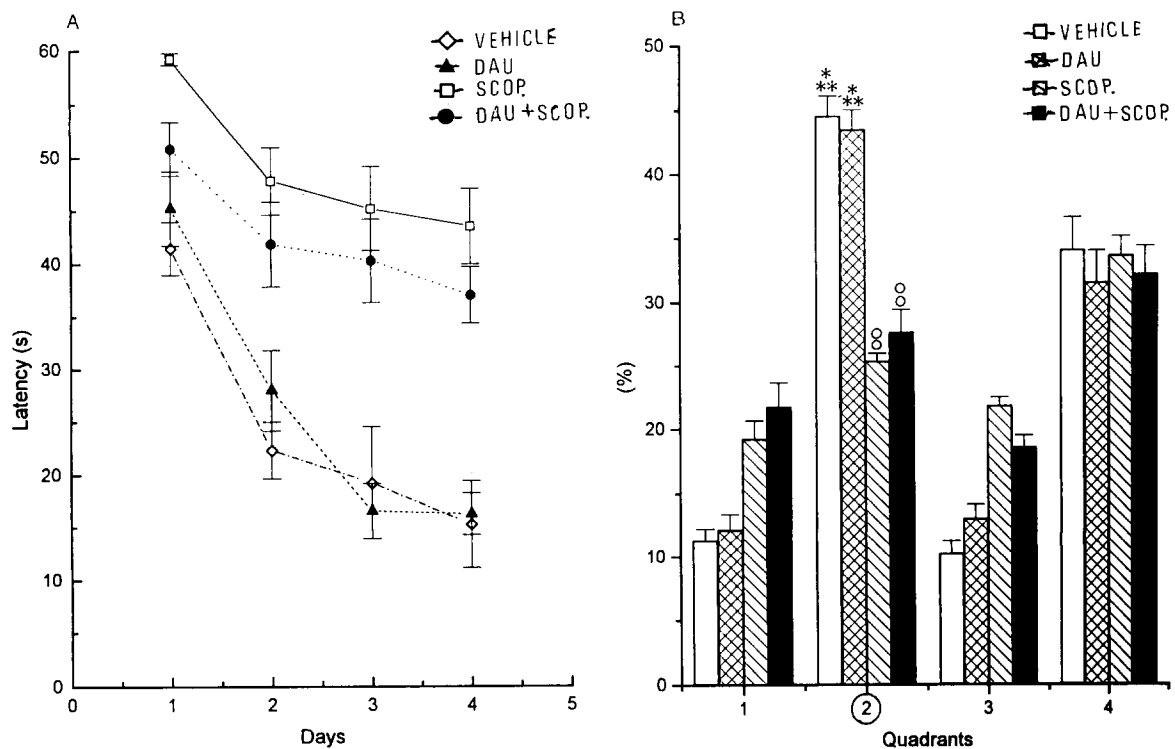 A
VEHICLE
DAU
SCOP.
DAU+SCOP.
60
50
40
30
20
10
0
Latency (s)
0 1 2 3 4 5
Days
B
VEHICLE
DAU
SCOP.
DAU+SCOP.
50
40
30
20
10
0
(%)
*
**
*
**
1 2 3 4
Quadrants